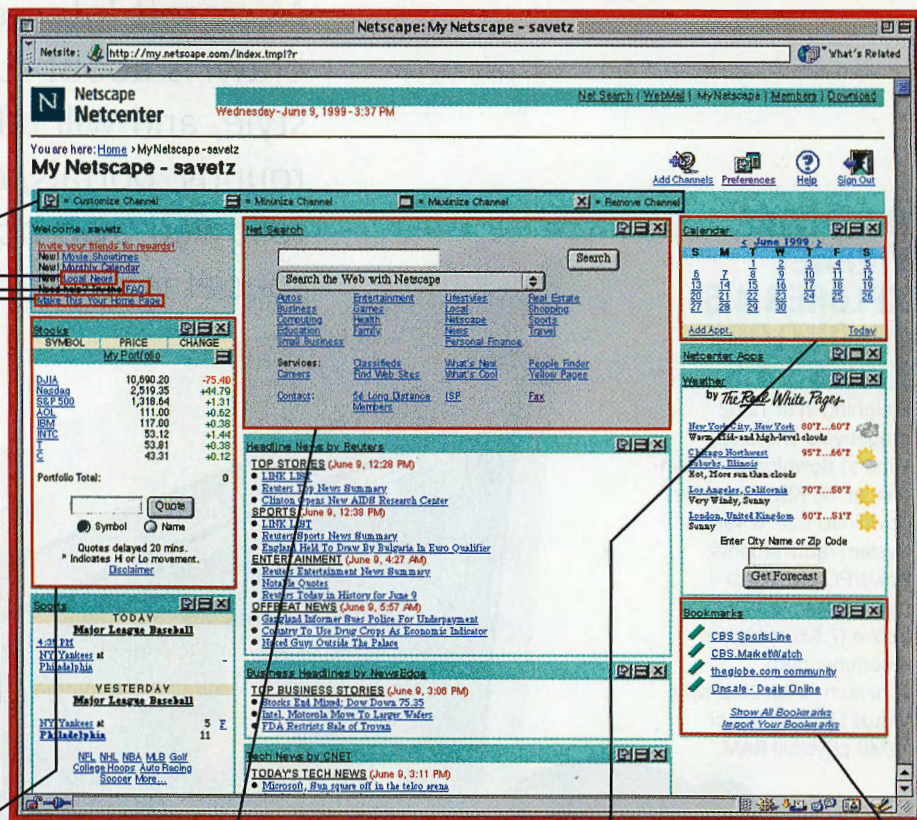 Netscape: My Netscape - savetz
Netsite: http://my.netscape.com/index.tmpl?r What's Related
Netscape
Netcenter
Net Search | WebMail | MyNetscape | Members | Download
Wednesday-June 9, 1999-3:37 PM
You are here: Home > MyNetscape - savetz
My Netscape - savetz
Add Channels Preferences Help Sign Out
= Customize Channel = Minimize Channel = Maximize Channel = Remove Channel
Welcome, savetz
Invite your friends for rewards!
New! Movie Showtimes
New! Monthly Calendar
New! Local News
Need help? Try the FAQ
Make This Your Home Page
Stocks
SYMBOL PRICE CHANGE
My Portfolio
DJIA 10,690.20 -75.40
Nasdaq 2,519.35 +44.79
S&P 500 1,318.64 +1.31
AOL 111.00 +0.62
IBM 117.00 +0.38
INTC 53.12 +1.44
T 53.81 +0.38
C 43.31 +0.12
Portfolio Total: 0
Quote
Symbol Name
Quotes delayed 20 mins.
* Indicates Hi or Lo movement.
Disclaimer
Sports
TODAY
Major League Baseball
4:35 PM
NY Yankees at -
Philadelphia
YESTERDAY
Major League Baseball
NY Yankees at 5 F
Philadelphia 11
NFL NHL NBA MLB Golf
College Hoops Auto Racing
Soccer More...
Net Search
Search
Search the Web with Netscape
Autos Entertainment Lifestyles Real Estate
Business Games Local Shopping
Computing Health Netscape Sports
Education Family News Travel
Small Business Personal Finance
Services: Classifieds What's New People Finder
Careers Find Web Sites What's Cool Yellow Pages
Contact: 5¢ Long Distance ISP Fax
Members
Headline News by Reuters
TOP STORIES (June 9, 12:28 PM)
LINK LIST
Reuters Top News Summary
Clinton Opens New AIDS Research Center
SPORTS (June 9, 12:38 PM)
LINK LIST
Reuters Sports News Summary
England Held To Draw By Bulgaria In Euro Qualifier
ENTERTAINMENT (June 9, 4:27 AM)
Reuters Entertainment News Summary
Notable Quotes
Reuters Today in History for June 9
OFFBEAT NEWS (June 9, 5:57 AM)
Gangland Informer Sues Police For Underpayment
Country To Use Drug Crops As Economic Indicator
Naked Guys Outside The Palace
Business Headlines by NewsEdge
TOP BUSINESS STORIES (June 9, 3:06 PM)
Stocks End Mixed; Dow Down 75.35
Intel, Motorola Move To Larger Wafers
FDA Restricts Sale of Trovan
Tech News by CNET
TODAY'S TECH NEWS (June 9, 3:11 PM)
Microsoft, Sun square off in the telco arena
Calendar
< June 1999 >
S M T W T F S
1 2 3 4 5
6 7 8 9 10 11 12
13 14 15 16 17 18 19
20 21 22 23 24 25 26
27 28 29 30
Add Appt. Today
Netcenter Apps
Weather
by The Real White Pages
New York City, New York 80°F...60°F
Warm, Mid-and high-level clouds
Chicago Northwest 95°F...66°F
Suburbs, Illinois
Hot, More sun than clouds
Los Angeles, California 70°F...58°F
Very Windy, Sunny
London, United Kingdom 60°F...51°F
Sunny
Enter City Name or Zip Code
Get Forecast
Bookmarks
CBS SportsLine
CBS.MarketWatch
theglobe.com community
Onsale - Deals Online
Show All Bookmarks
Import Your Bookmarks